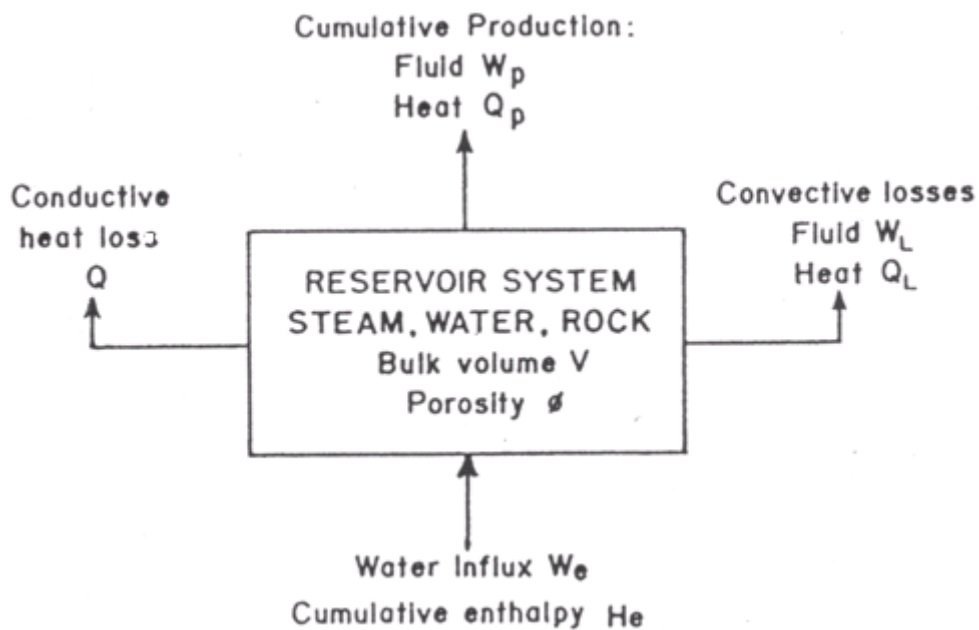 Cumulative Production:
Fluid Wp
Heat Qp
Conductive
heat loss
Q
Convective losses
Fluid WL
Heat QL
RESERVOIR SYSTEM
STEAM, WATER, ROCK
Bulk volume V
Porosity ø
Water Influx We
Cumulative enthalpy He